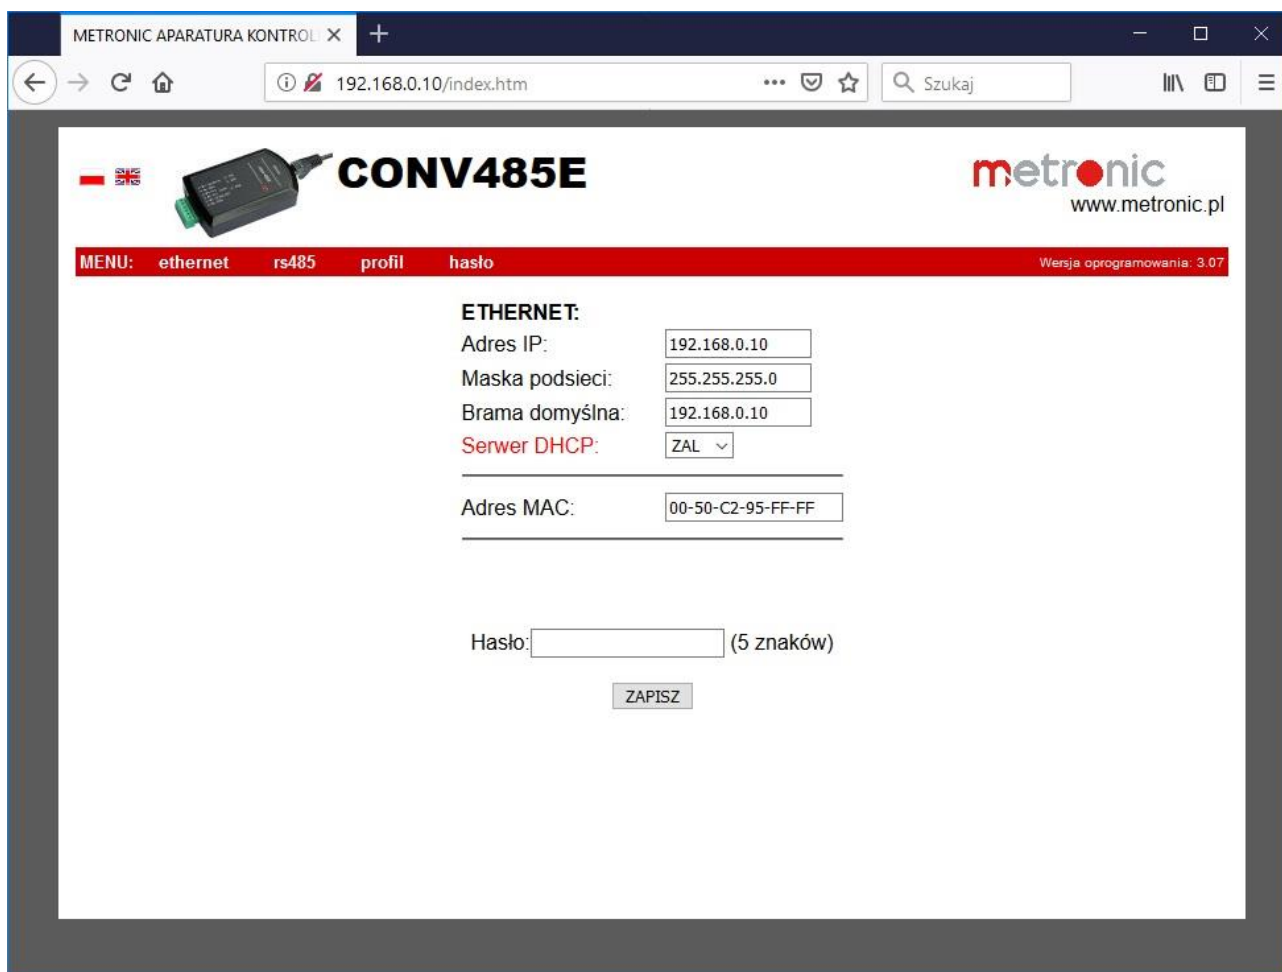 METRONIC APARATURA KONTROL
192.168.0.10/index.htm
Szukaj
CONV485E
metronic
www.metronic.pl
MENU: ethernet rs485 profil hasło Wersja oprogramowania: 3.07
ETHERNET:
Adres IP: 192.168.0.10
Maska podsieci: 255.255.255.0
Brama domyślna: 192.168.0.10
Serwer DHCP: ZAL
Adres MAC: 00-50-C2-95-FF-FF
Hasło: (5 znaków)
ZAPISZ